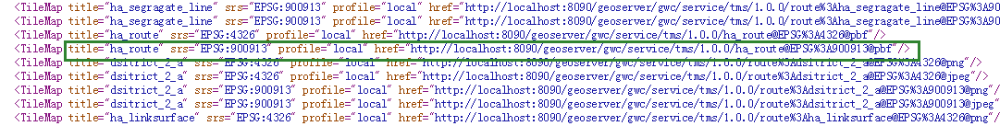 <TileMap title="ha_segragate_line" srs="EPSG:900913" profile="local" href="http://localhost:8090/geoserver/gwc/service/tms/1.0.0/route%3Aha_segragate_line@EPSG%3A90
<TileMap title="ha_segragate_line" srs="EPSG:900913" profile="local" href="http://localhost:8090/geoserver/gwc/service/tms/1.0.0/route%3Aha_segragate_line@EPSG%3A90
<TileMap title="ha_route" srs="EPSG:4326" profile="local" href="http://localhost:8090/geoserver/gwc/service/tms/1.0.0/ha_route@EPSG%3A4326@pbf"/>
<TileMap title="ha_route" srs="EPSG:900913" profile="local" href="http://localhost:8090/geoserver/gwc/service/tms/1.0.0/ha_route@EPSG%3A900913@pbf"/>
<TileMap title="dsitrict_2_a" srs="EPSG:4326" profile="local" href="http://localhost:8090/geoserver/gwc/service/tms/1.0.0/route%3Adsitrict_2_a@EPSG%3A4326@png"/>
<TileMap title="dsitrict_2_a" srs="EPSG:4326" profile="local" href="http://localhost:8090/geoserver/gwc/service/tms/1.0.0/route%3Adsitrict_2_a@EPSG%3A4326@jpeg"/>
<TileMap title="dsitrict_2_a" srs="EPSG:900913" profile="local" href="http://localhost:8090/geoserver/gwc/service/tms/1.0.0/route%3Adsitrict_2_a@EPSG%3A900913@png"/>
<TileMap title="dsitrict_2_a" srs="EPSG:900913" profile="local" href="http://localhost:8090/geoserver/gwc/service/tms/1.0.0/route%3Adsitrict_2_a@EPSG%3A900913@jpeg
<TileMap title="ha_linksurface" srs="EPSG:4326" profile="local" href="http://localhost:8090/geoserver/gwc/service/tms/1.0.0/route%3Aha_linksurface@EPSG%3A4326@png"